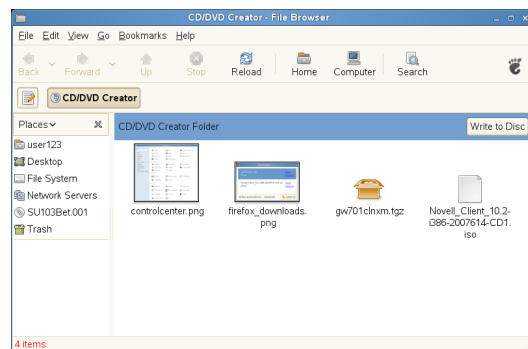 CD/DVD Creator - File Browser
File Edit View Go Bookmarks Help
Back Forward Up Stop Reload Home Computer Search
CD/DVD Creator
Places
CD/DVD Creator Folder
Write to Disc
user123
Desktop
File System
Network Servers
SU103Bet.001
Trash
controlcenter.png
firefox_downloads.
png
gw701clnxm.tgz
Novell_Client_10.2-
i386-2007614-CD1.
iso
4 items